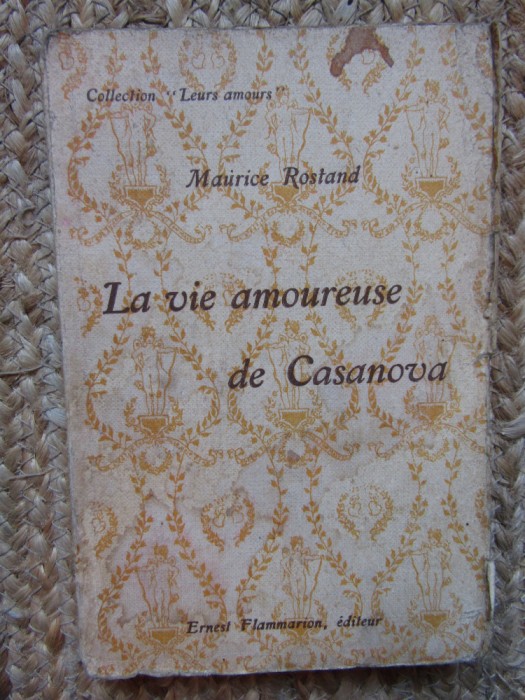 Collection "Leurs amours"
Maurice Rostand
La vie amoureuse
de Casanova
Ernest Flammarion, éditeur